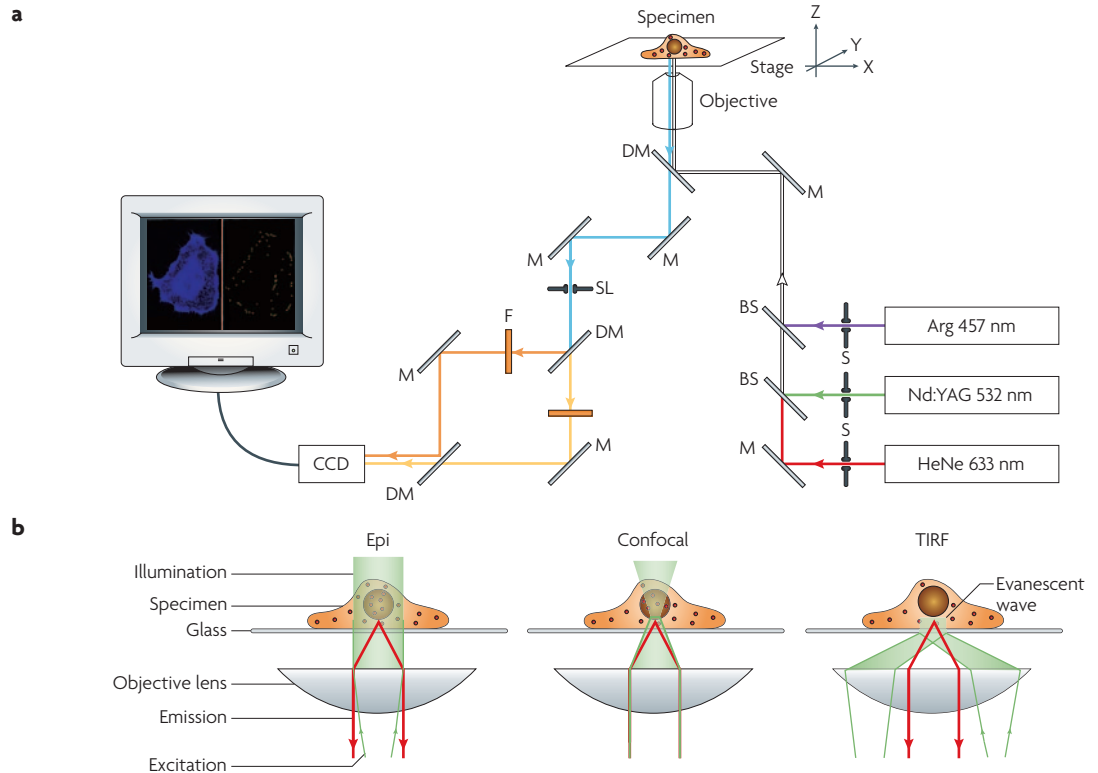 a
Specimen
Z
Y
X
Stage
Objective
DM
M
M
M
SL
BS
Arg 457 nm
S
F
DM
M
BS
Nd:YAG 532 nm
S
M
M
HeNe 633 nm
CCD
DM
b
Epi
Confocal
TIRF
Illumination
Specimen
Glass
Objective lens
Emission
Excitation
Evanescent
wave